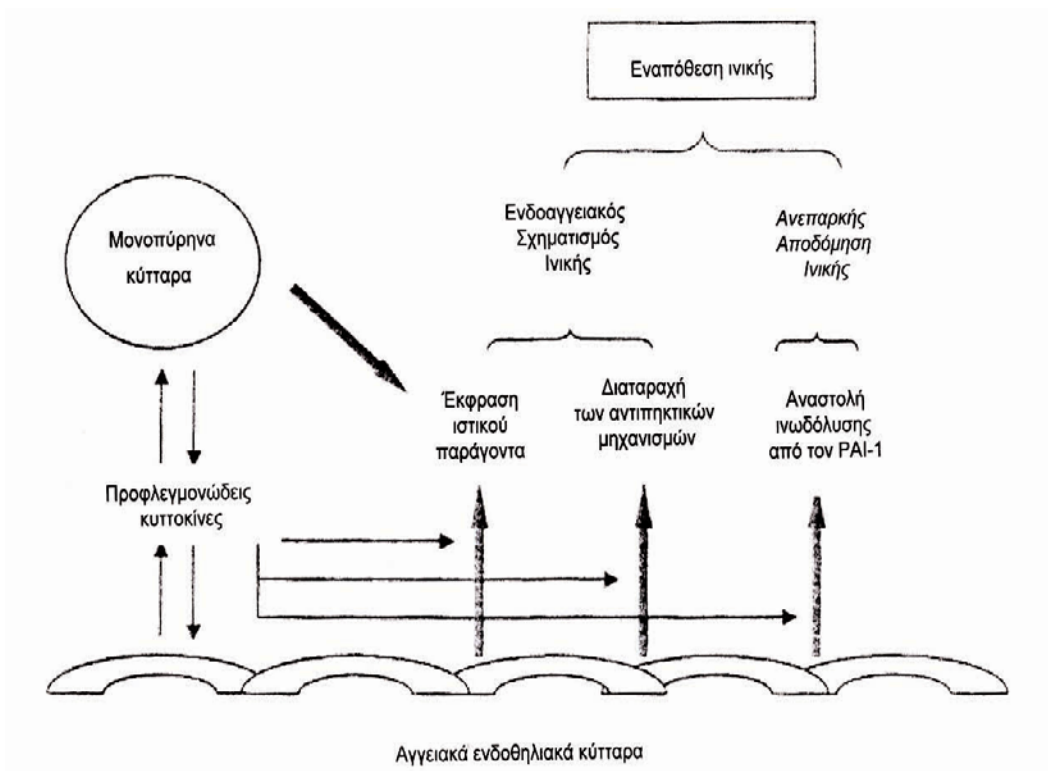 Εναπόθεση ινικής
Ενδοαγγειακός
Σχηματισμός
Ινικής
Ανεπαρκής
Αποδόμηση
Ινικής
Μονοπύρηνα
κύτταρα
Έκφραση
ιστικού
παράγοντα
Διαταραχή
των αντιπηκτικών
μηχανισμών
Αναστολή
ινωδόλυσης
από τον PAI-1
Προφλεγμονώδεις
κυττοκίνες
Αγγειακά ενδοθηλιακά κύτταρα